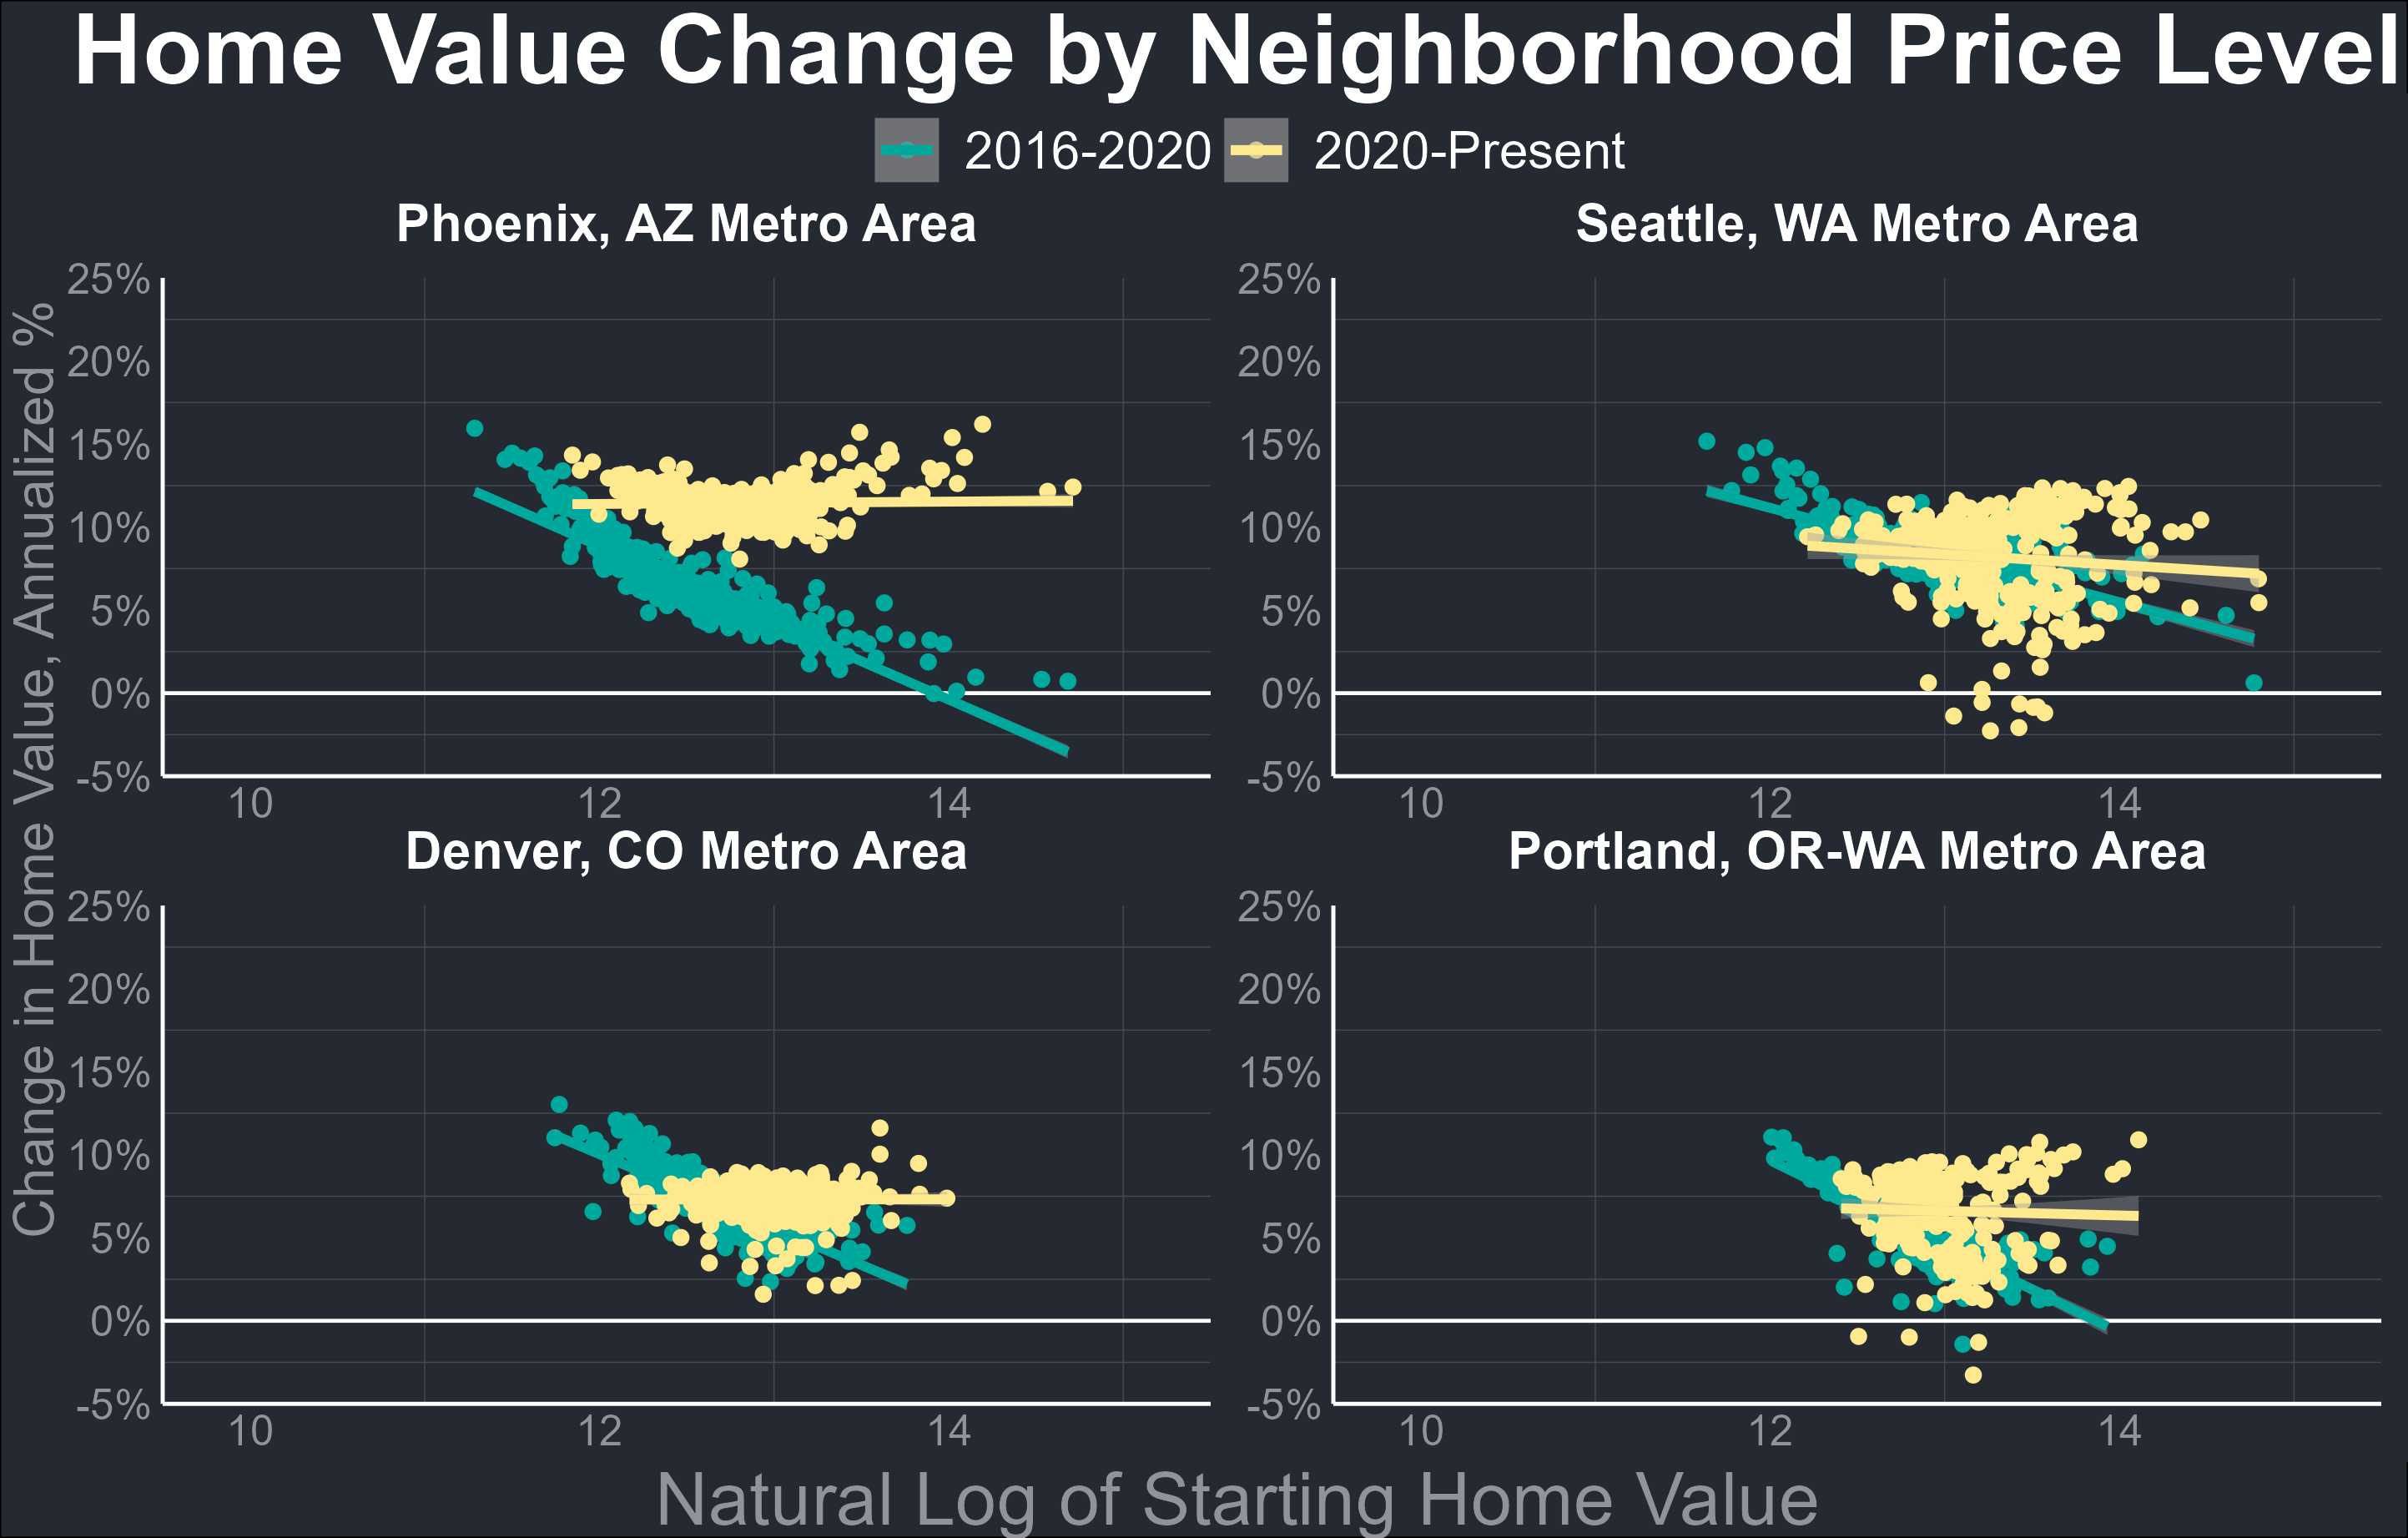 Home Value Change by Neighborhood Price Level
2016-2020 2020-Present
Phoenix, AZ Metro Area
Seattle, WA Metro Area
Change in Home Value, Annualized %
25%
20%
15%
10%
5%
0%
-5%
10 12 14
25%
20%
15%
10%
5%
0%
-5%
10 12 14
Denver, CO Metro Area
Portland, OR-WA Metro Area
25%
20%
15%
10%
5%
0%
-5%
10 12 14
25%
20%
15%
10%
5%
0%
-5%
10 12 14
Natural Log of Starting Home Value